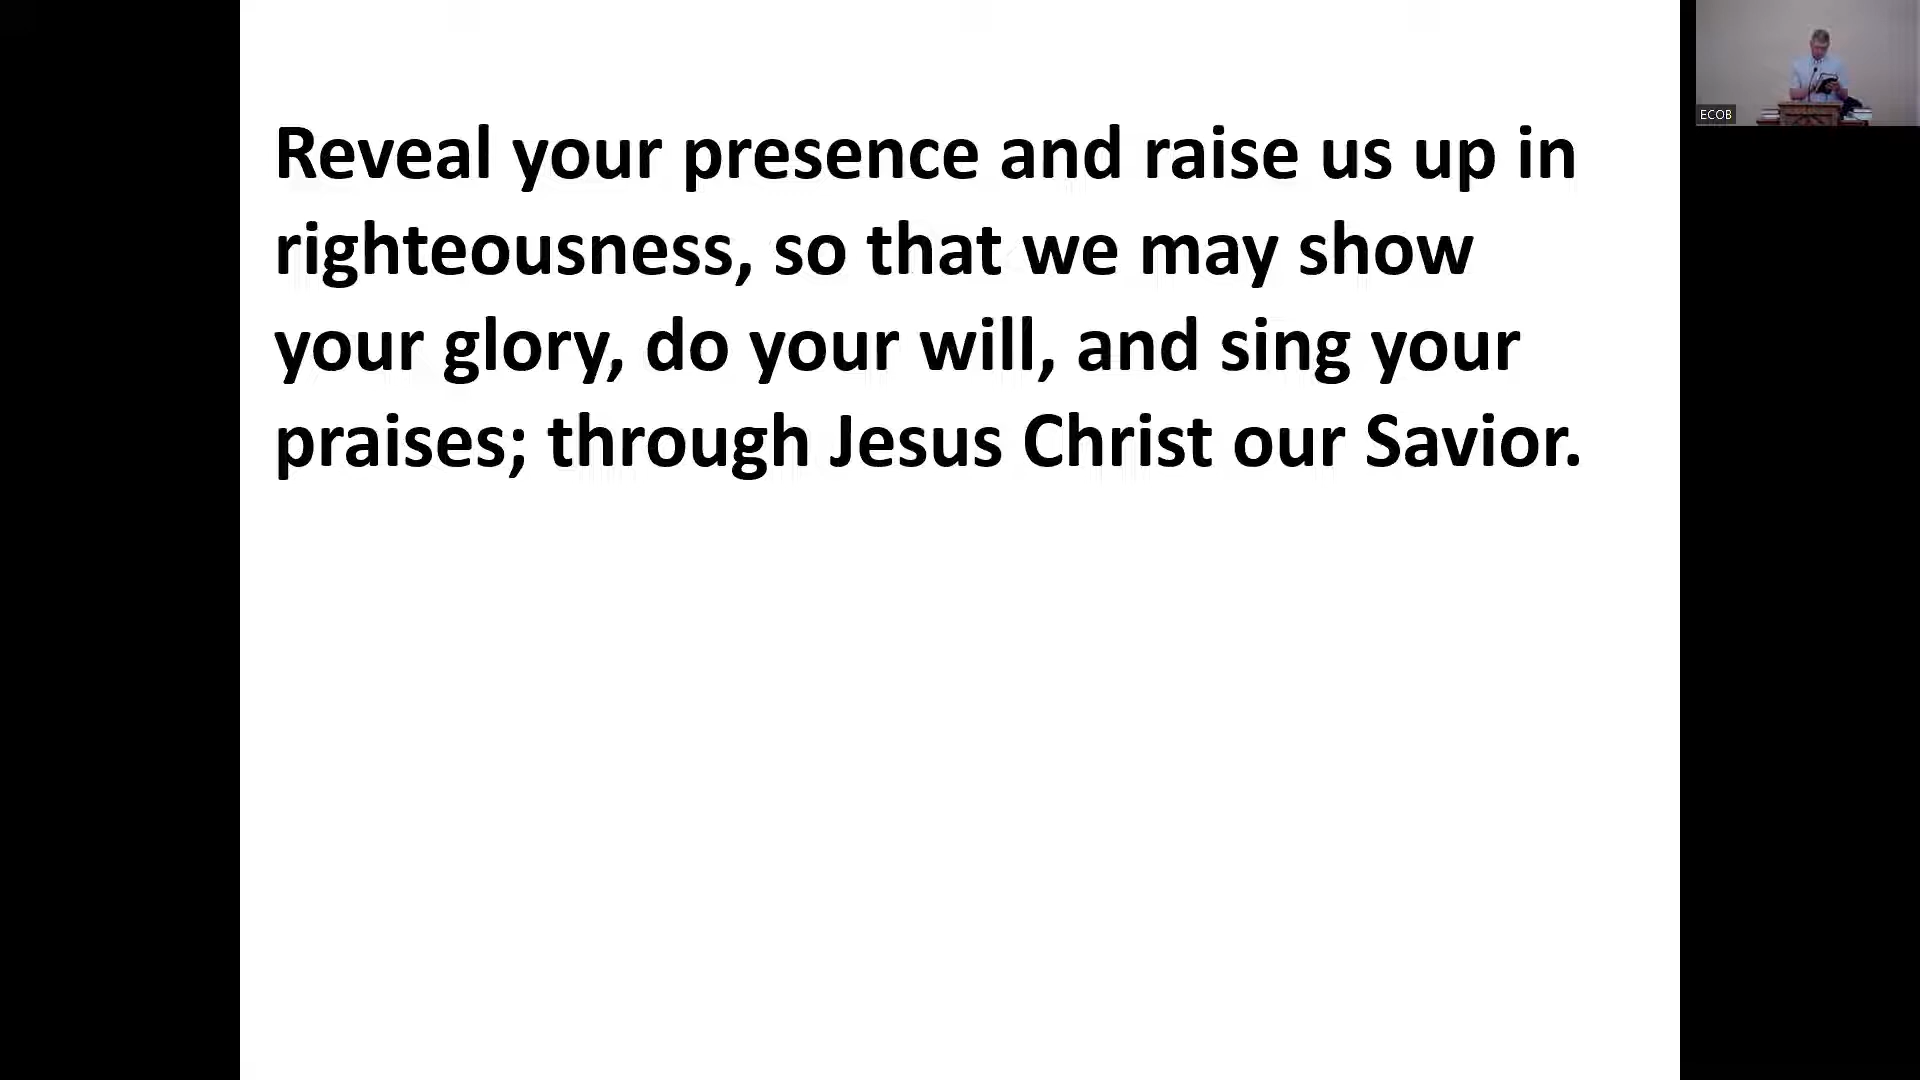 Reveal your presence and raise us up in
righteousness, so that we may show
your glory, do your will, and sing your
praises; through Jesus Christ our Savior.
ECOB